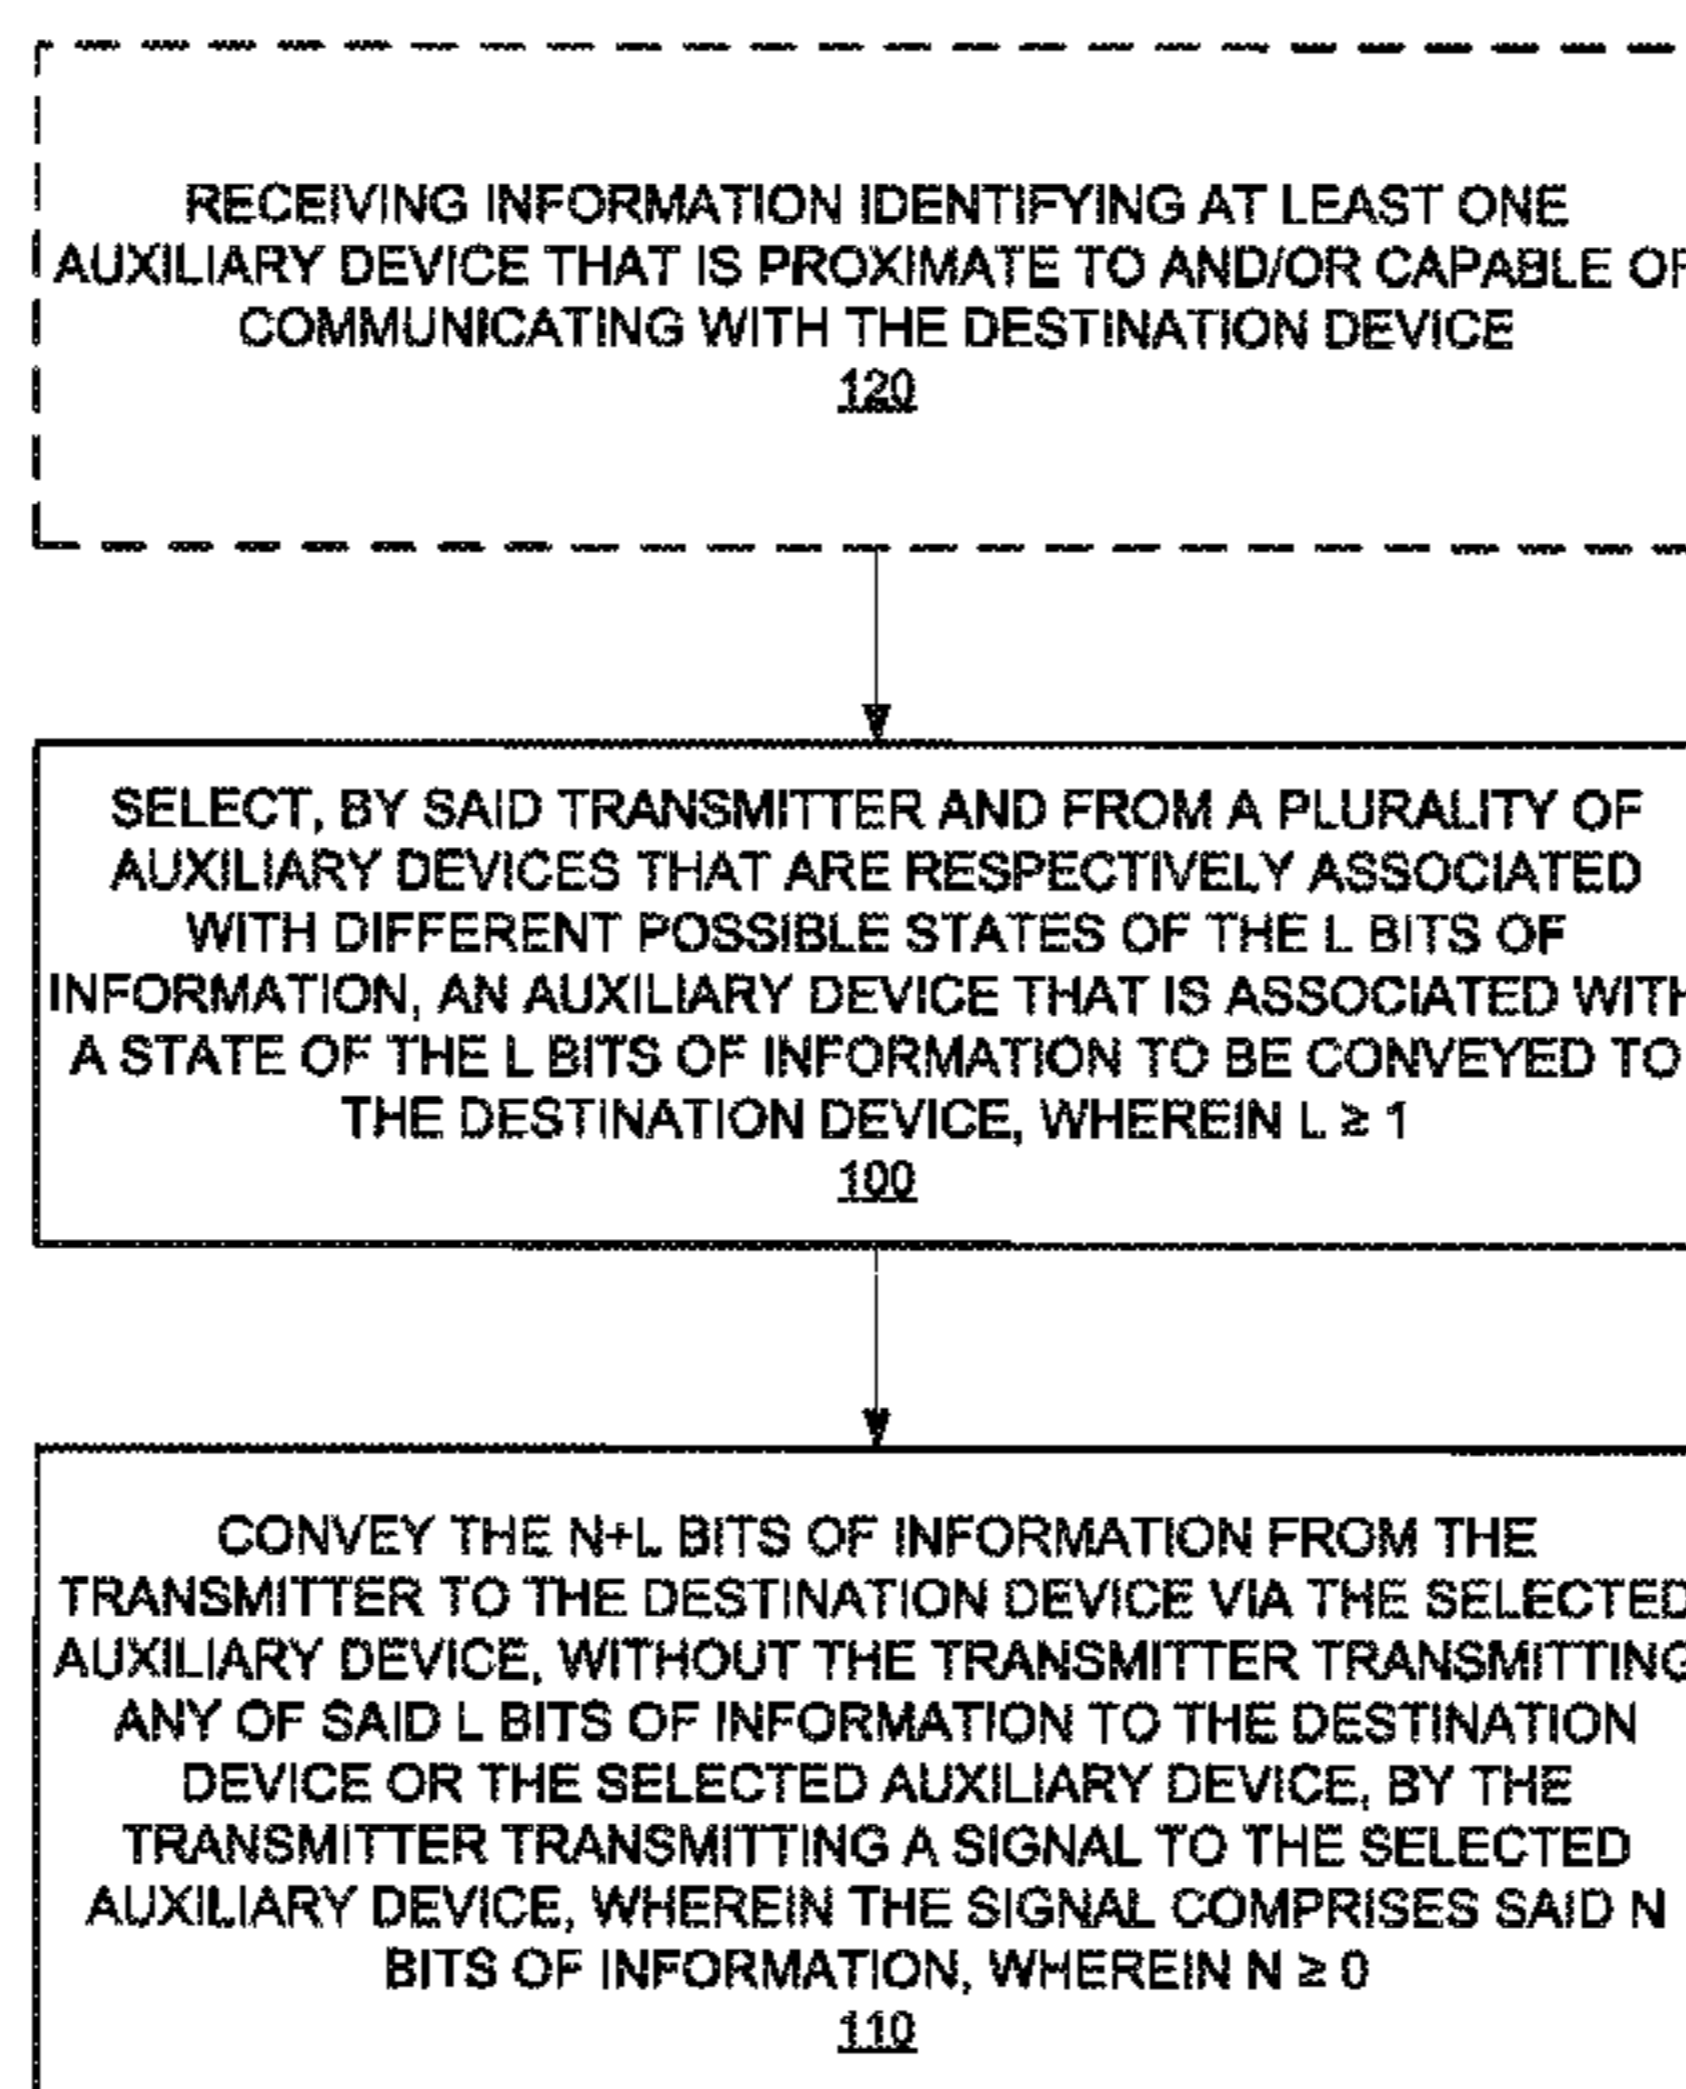 RECEIVING INFORMATION IDENTIFYING AT LEAST ONE
AUXILIARY DEVICE THAT IS PROXIMATE TO AND/OR CAPABLE OF
COMMUNICATING WITH THE DESTINATION DEVICE
120
SELECT, BY SAID TRANSMITTER AND FROM A PLURALITY OF
AUXILIARY DEVICES THAT ARE RESPECTIVELY ASSOCIATED
WITH DIFFERENT POSSIBLE STATES OF THE L BITS OF
INFORMATION, AN AUXILIARY DEVICE THAT IS ASSOCIATED WITH
A STATE OF THE L BITS OF INFORMATION TO BE CONVEYED TO
THE DESTINATION DEVICE, WHEREIN L ≥ 1
100
CONVEY THE N+L BITS OF INFORMATION FROM THE
TRANSMITTER TO THE DESTINATION DEVICE VIA THE SELECTED
AUXILIARY DEVICE, WITHOUT THE TRANSMITTER TRANSMITTING
ANY OF SAID L BITS OF INFORMATION TO THE DESTINATION
DEVICE OR THE SELECTED AUXILIARY DEVICE, BY THE
TRANSMITTER TRANSMITTING A SIGNAL TO THE SELECTED
AUXILIARY DEVICE, WHEREIN THE SIGNAL COMPRISES SAID N
BITS OF INFORMATION, WHEREIN N ≥ 0
110